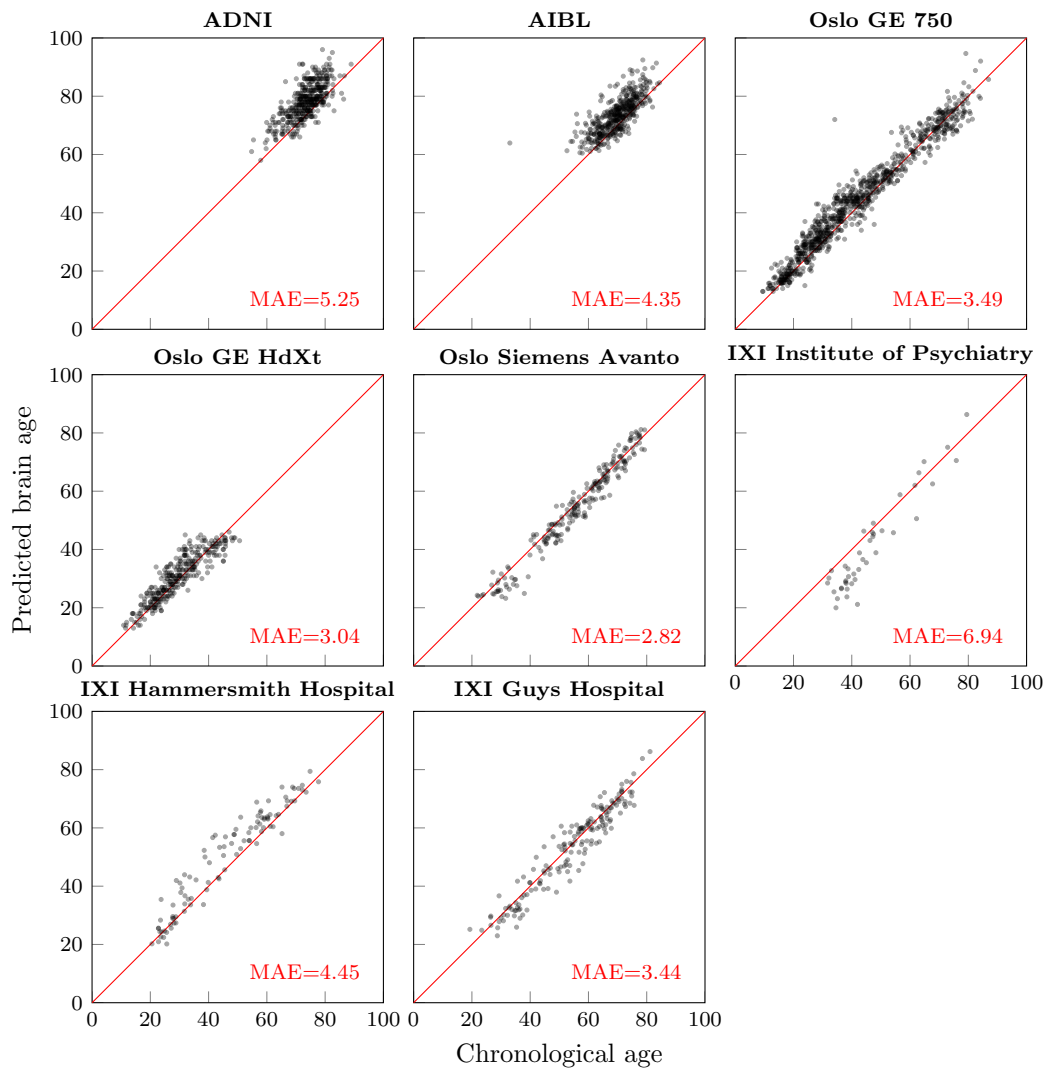 ADNI
AIBL
Oslo GE 750
100
80
60
40
20
0
MAE=5.25
MAE=4.35
MAE=3.49
Oslo GE HdXt
Oslo Siemens Avanto
IXI Institute of Psychiatry
100
80
60
40
20
0
Predicted brain age
MAE=3.04
MAE=2.82
MAE=6.94
0 20 40 60 80 100
IXI Hammersmith Hospital
IXI Guys Hospital
100
80
60
40
20
0
MAE=4.45
MAE=3.44
0 20 40 60 80 100
0 20 40 60 80 100
Chronological age